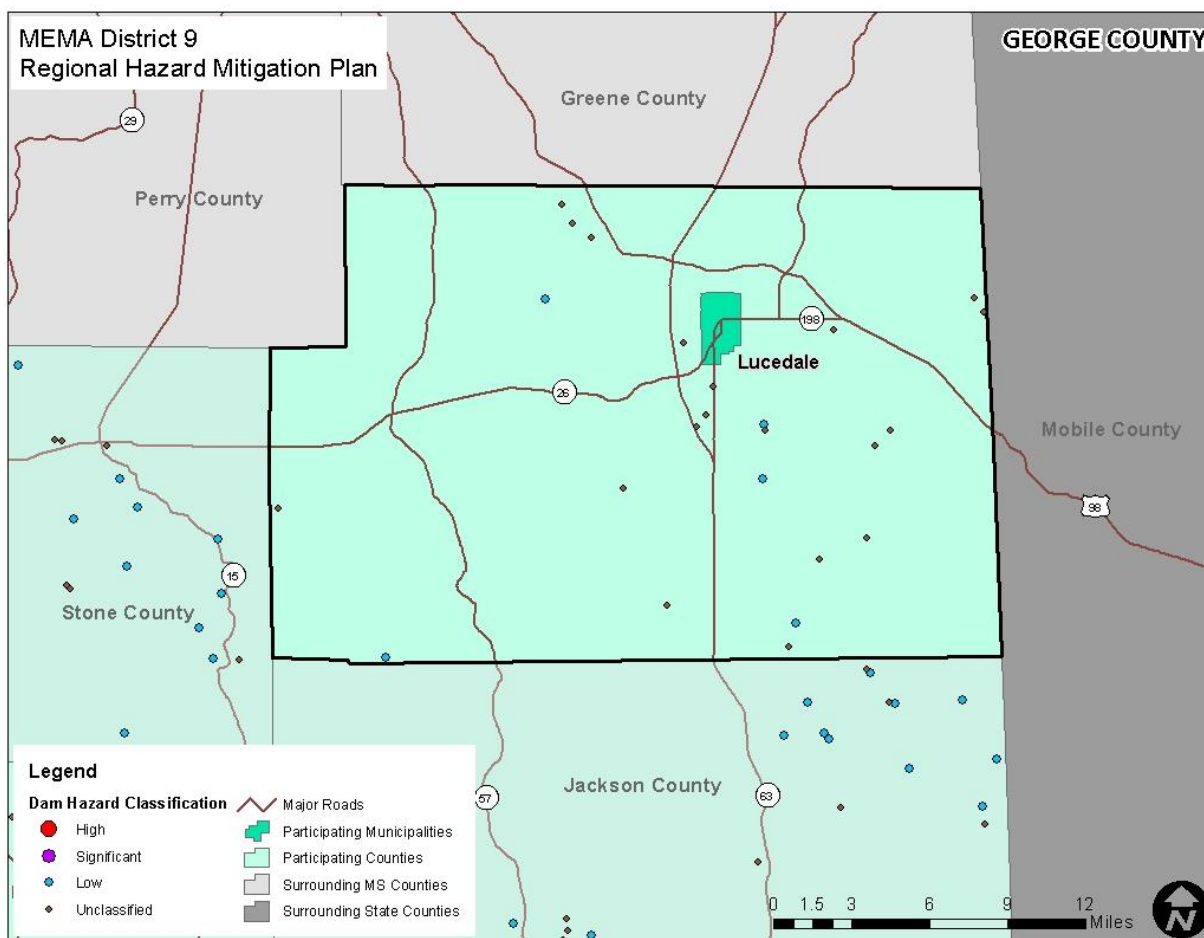 MEMA District 9
Regional Hazard Mitigation Plan
GEORGE COUNTY
Greene County
29
Perry County
198
Lucedale
26
Mobile County
98
15
Stone County
Jackson County
57
63
Legend
Dam Hazard Classification
High
Significant
Low
Unclassified
Major Roads
Participating Municipalities
Participating Counties
Surrounding MS Counties
Surrounding State Counties
0 1.5 3 6 9 12
Miles
N